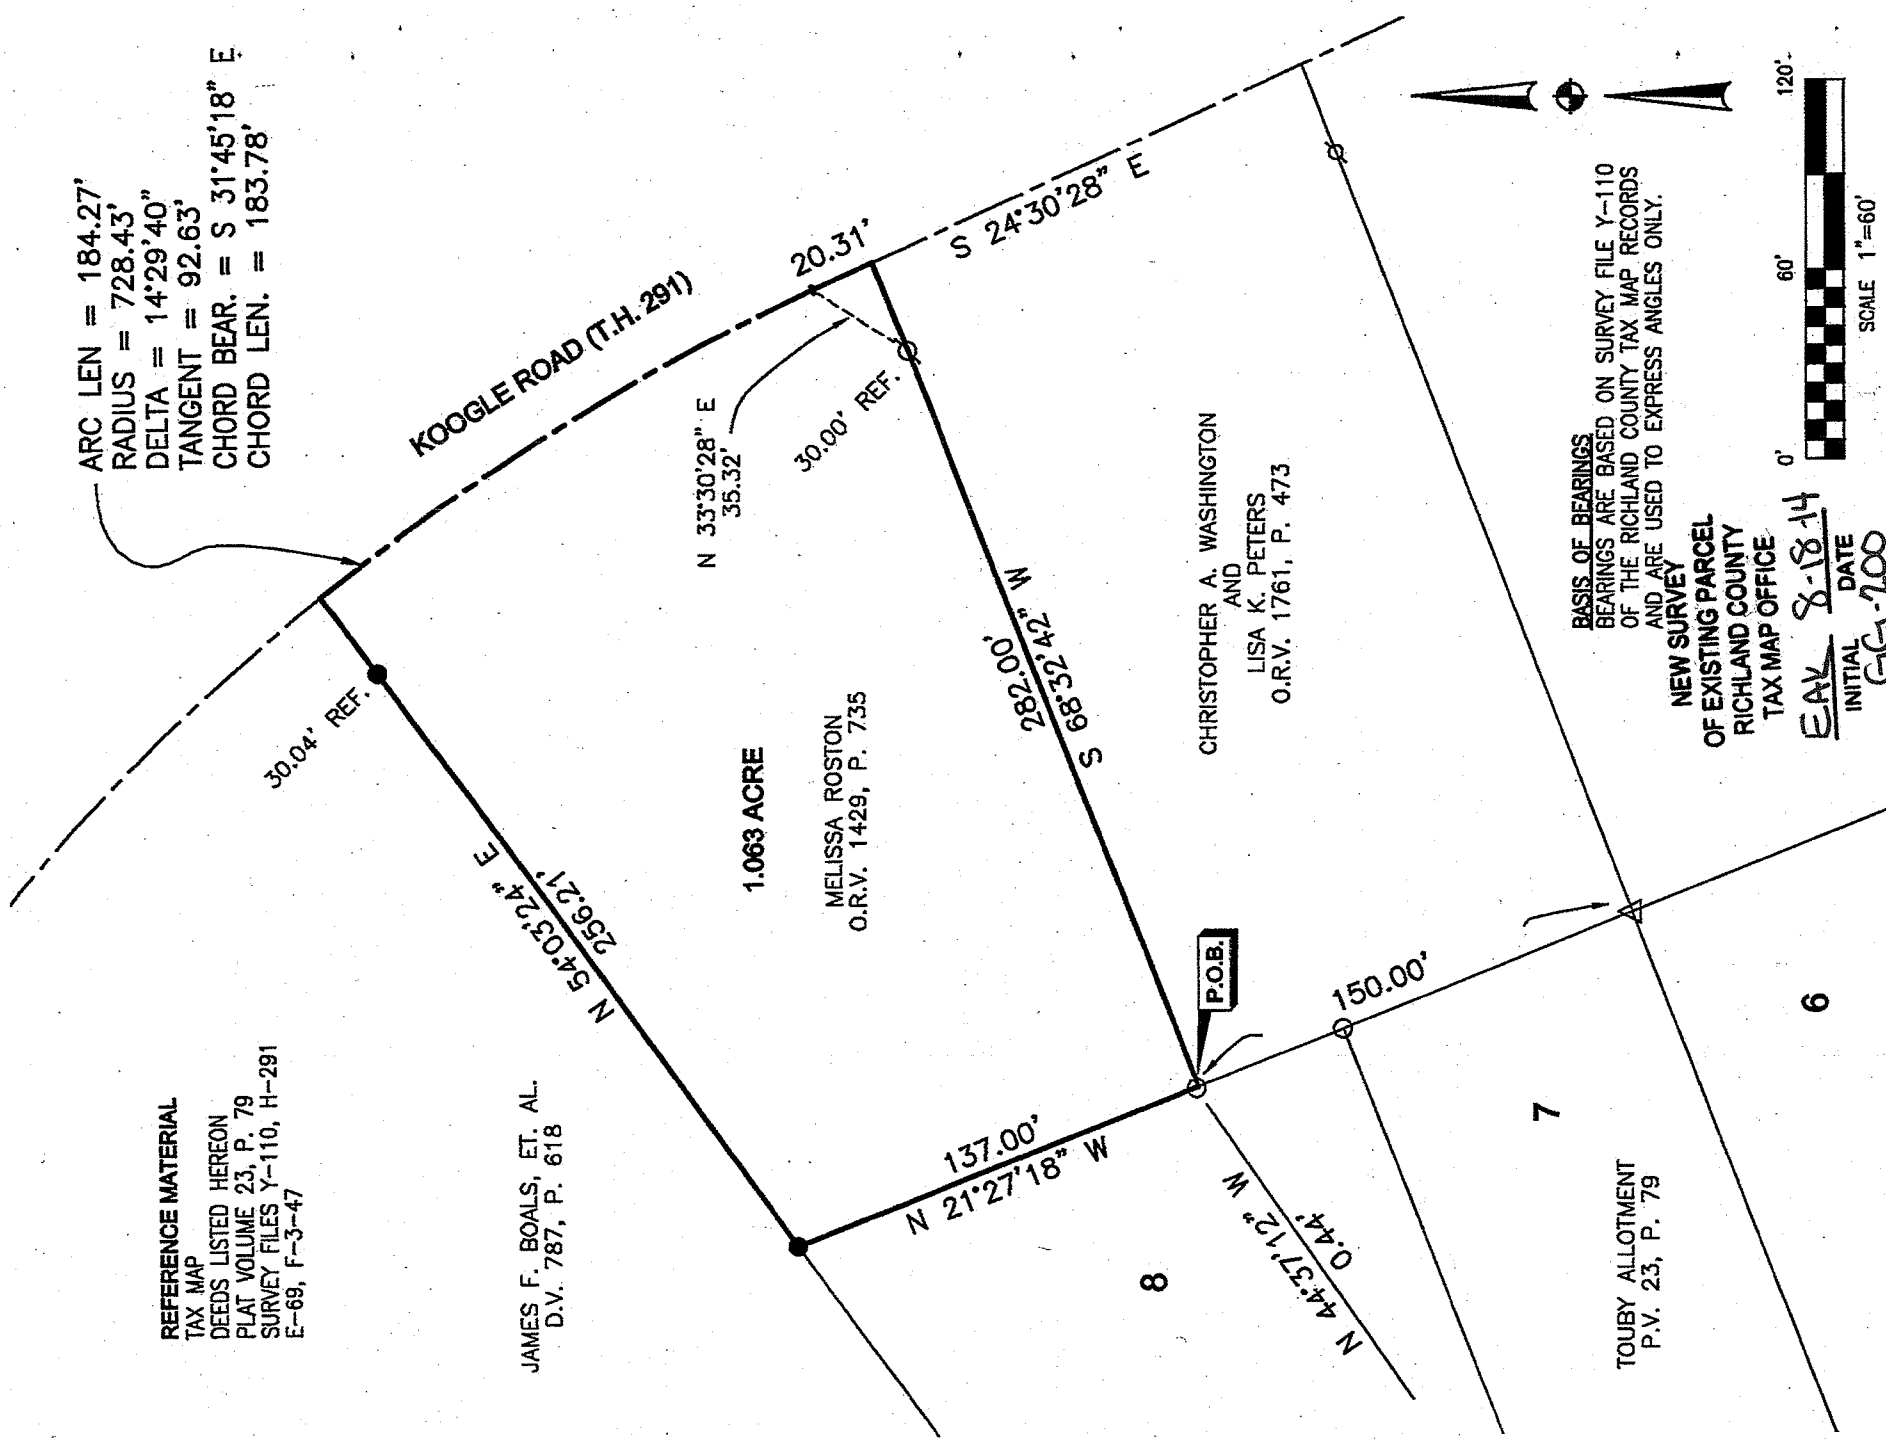 ARC LEN = 184.27'
RADIUS = 728.43'
DELTA = 14°29'40"
TANGENT = 92.63'
CHORD BEAR. = S 31°45'18" E
CHORD LEN. = 183.78'
KOOGLE ROAD (T.H. 291)
20.31'
S 24°30'28" E
N 33°30'28" E
35.32'
30.00' REF.
30.04' REF.
N 54°03'24" E
256.21'
1.063 ACRE
MELISSA ROSTON
O.R.V. 1429, P. 735
282.00'
S 68°32'42" W
CHRISTOPHER A. WASHINGTON
AND
LISA K. PETERS
O.R.V. 1761, P. 473
REFERENCE MATERIAL
TAX MAP
DEEDS LISTED HEREON
PLAT VOLUME 23, P. 79
SURVEY FILES Y-110, H-291
E-69, F-3-47
JAMES F. BOALS, ET. AL.
D.V. 787, P. 618
137.00'
N 21°27'18" W
P.O.B.
150.00'
N 44°37'12" W
0.44'
8
7
6
TOUBY ALLOTMENT
P.V. 23, P. 79
BASIS OF BEARINGS
BEARINGS ARE BASED ON SURVEY FILE Y-110
OF THE RICHLAND COUNTY TAX MAP RECORDS
AND ARE USED TO EXPRESS ANGLES ONLY.
NEW SURVEY
OF EXISTING PARCEL
RICHLAND COUNTY
TAX MAP OFFICE
EAK 8-18-14
INITIAL DATE
GG-200
0' 60' 120'
SCALE 1"=60'